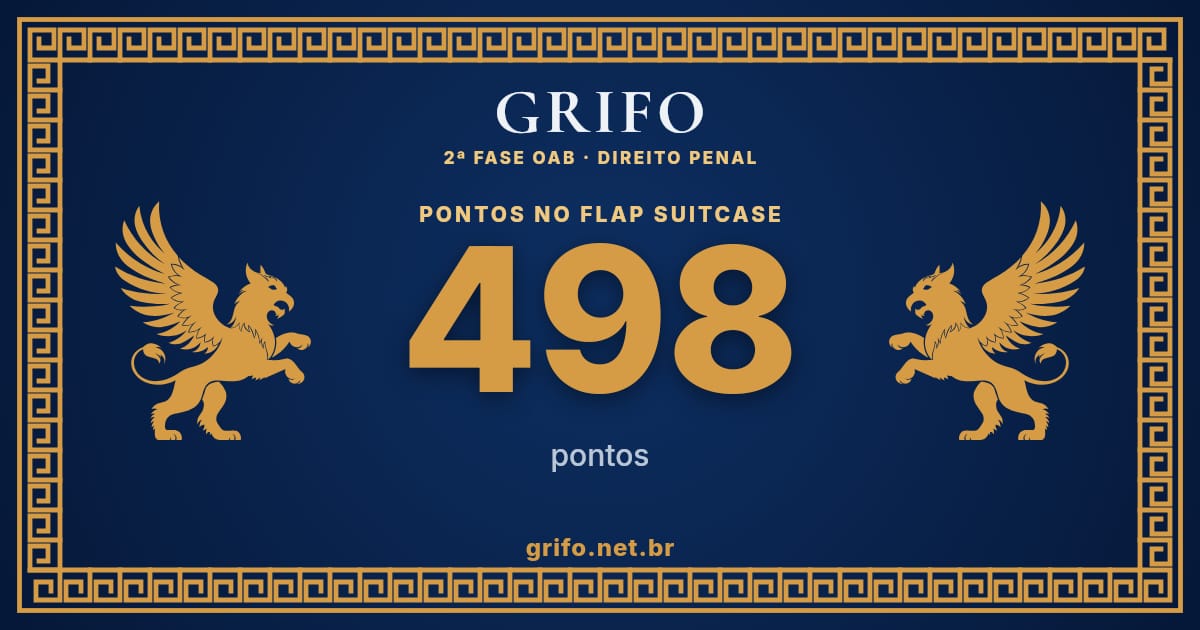 GRIFO
2ª FASE OAB · DIREITO PENAL
PONTOS NO FLAP SUITCASE
498
pontos
grifo.net.br